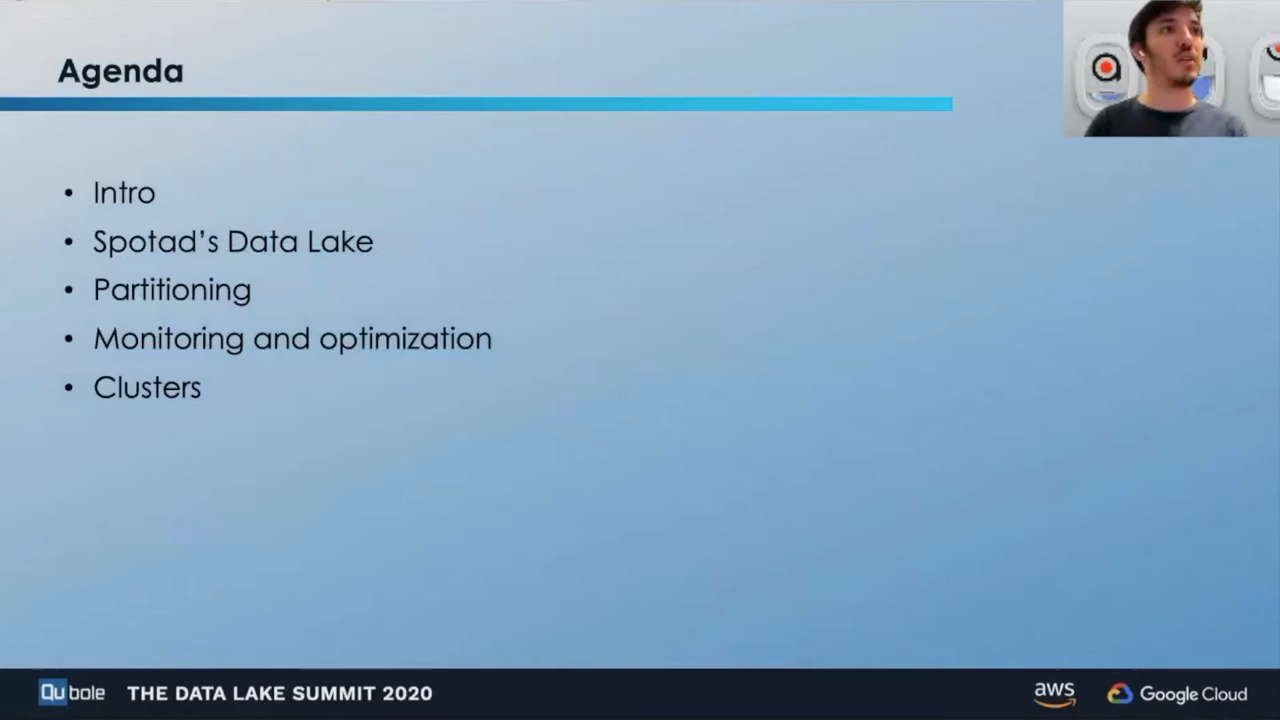 Agenda
• Intro
• Spotad's Data Lake
• Partitioning
• Monitoring and optimization
• Clusters
Qubole THE DATA LAKE SUMMIT 2020 aws Google Cloud